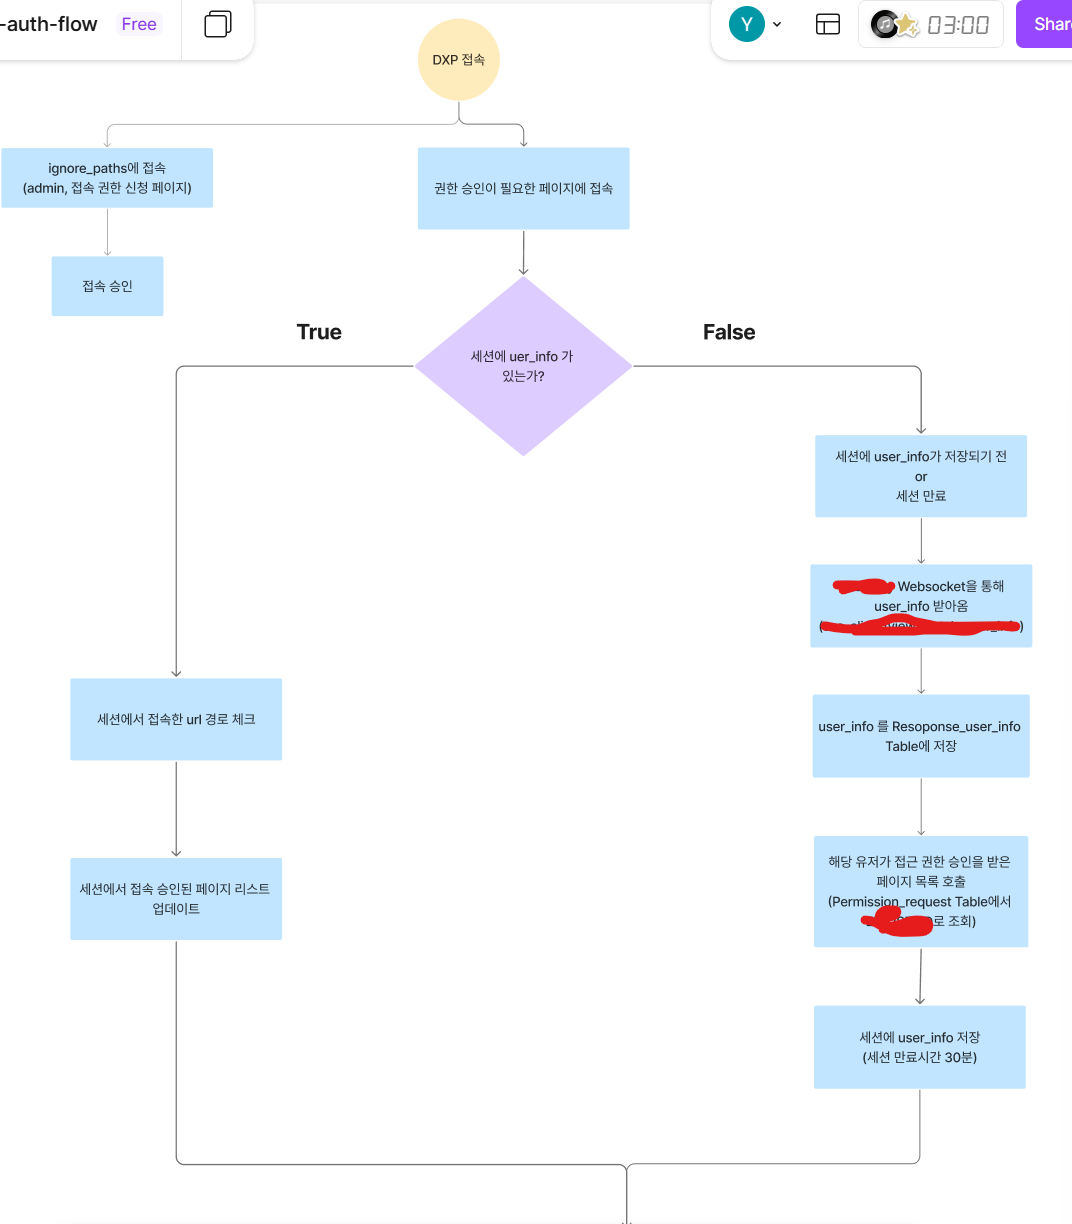 -auth-flow
Free
Y
03:00
Shar
DXP 접속
ignore_paths에 접속
(admin, 접속 권한 신청 페이지)
권한 승인이 필요한 페이지에 접속
접속 승인
True
False
세션에 uer_info 가
있는가?
세션에 user_info가 저장되기 전
or
세션 만료
Websocket을 통해
user_info 받아옴
세션에서 접속한 url 경로 체크
user_info 를 Resoponse_user_info
Table에 저장
세션에서 접속 승인된 페이지 리스트
업데이트
해당 유저가 접근 권한 승인을 받은
페이지 목록 호출
(Permission_request Table에서
로 조회)
세션에 user_info 저장
(세션 만료시간 30분)